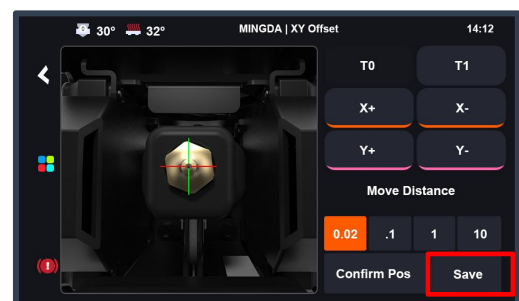 30° 32° MINGDA | XY Offset 14:12
T0 T1
X+ X-
Y+ Y-
Move Distance
0.02 .1 1 10
Confirm Pos Save